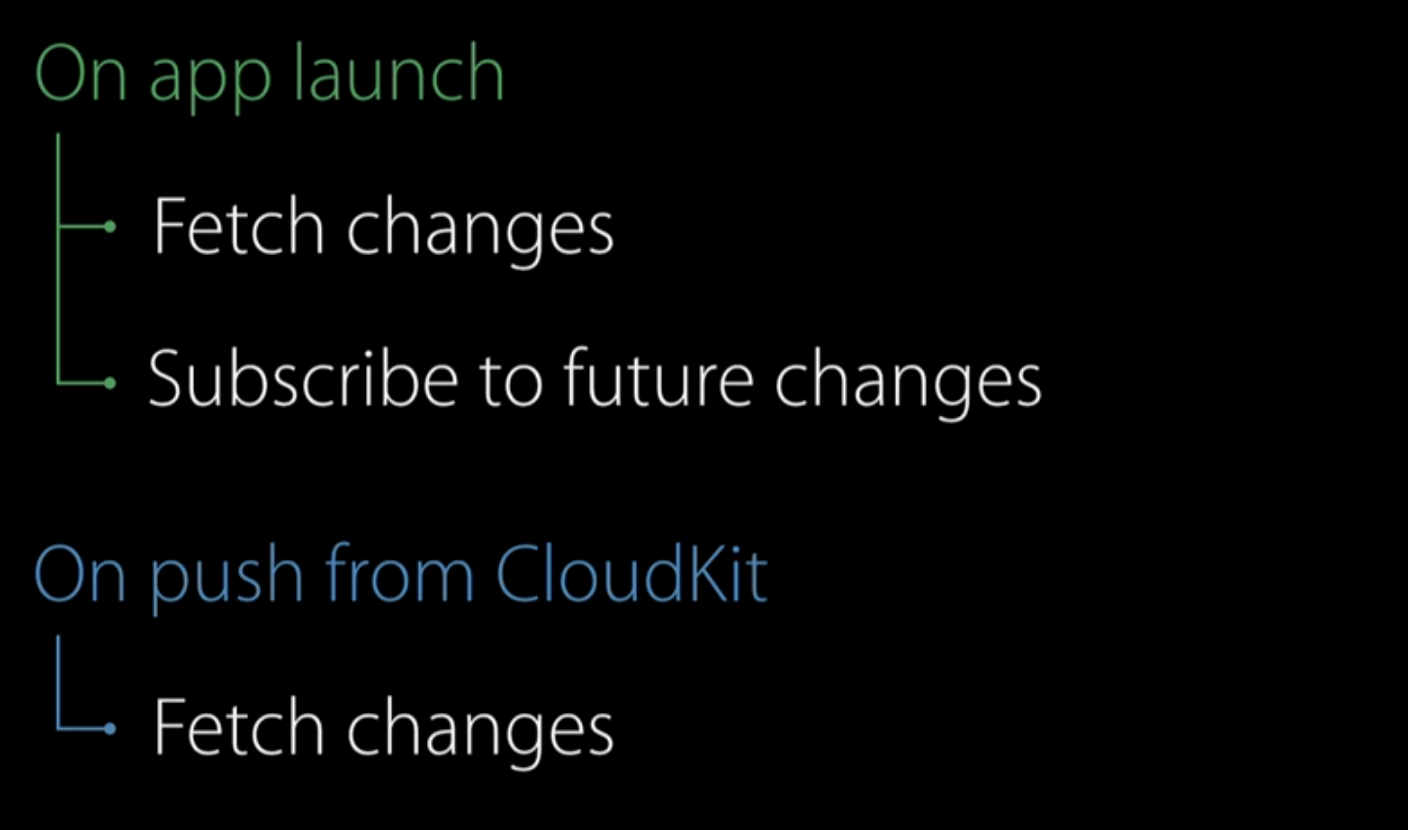 On app launch
Fetch changes
Subscribe to future changes
On push from CloudKit
Fetch changes